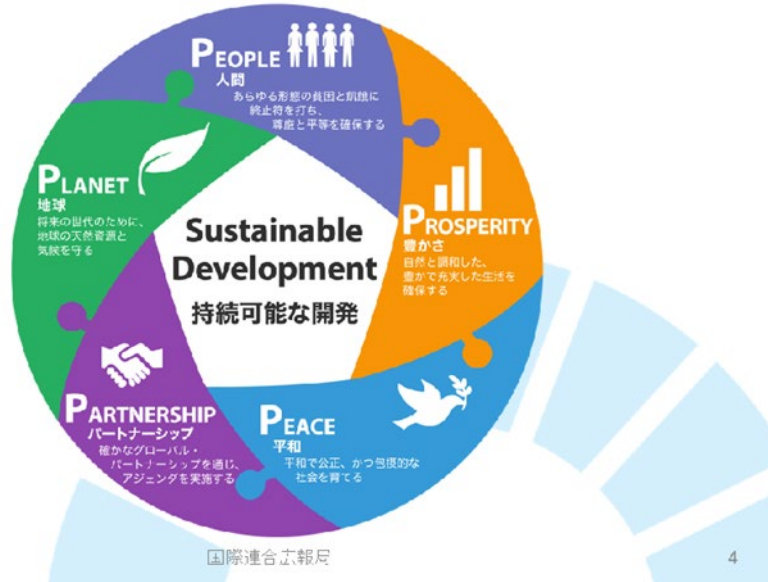 PEOPLE
人間
あらゆる形態の貧困と飢餓に
終止符を打ち、
尊厳と平等を確保する
PROSPERITY
豊かさ
自然と調和した、
豊かで充実した生活を
確保する
PLANET
地球
将来の世代のために、
地球の天然資源と
気候を守る
Sustainable
Development
持続可能な開発
PARTNERSHIP
パートナーシップ
確かなグローバル・
パートナーシップを通じ、
アジェンダを実施する
PEACE
平和
平和で公正、かつ包摂的な
社会を育てる
国際連合広報局
4